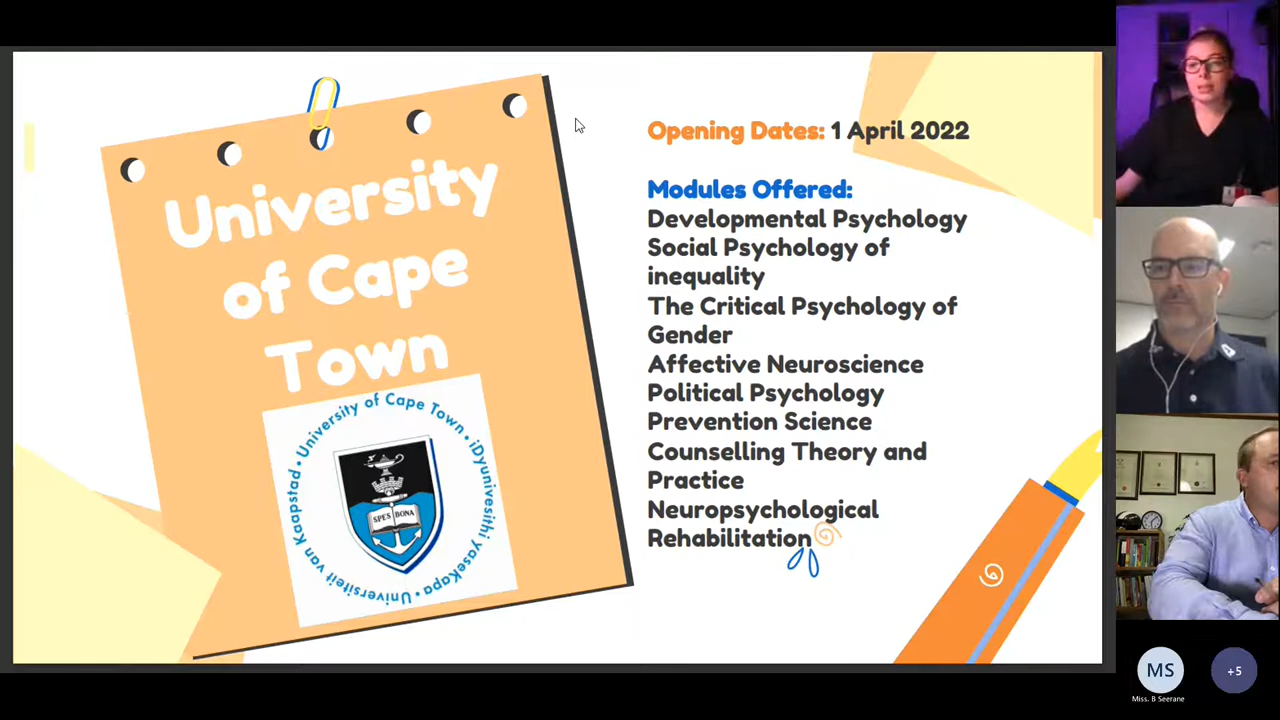 University
of Cape
Town
University of Cape Town • iDyunivesithi yaseKapa • Universiteit van Kaapstad •
SPES BONA
Opening Dates: 1 April 2022
Modules Offered:
Developmental Psychology
Social Psychology of
inequality
The Critical Psychology of
Gender
Affective Neuroscience
Political Psychology
Prevention Science
Counselling Theory and
Practice
Neuropsychological
Rehabilitation
MS
Miss. B Seerane
+5